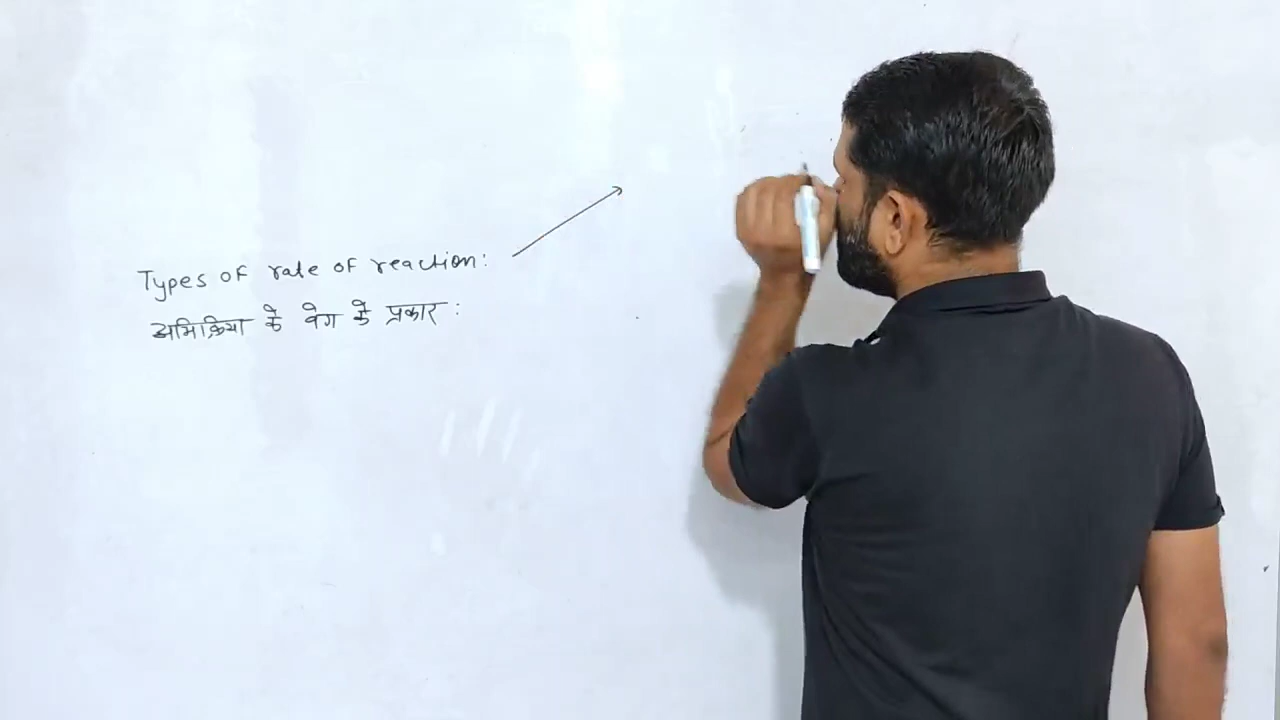 Types of rate of reaction:
अभिक्रिया के वेग के प्रकार :